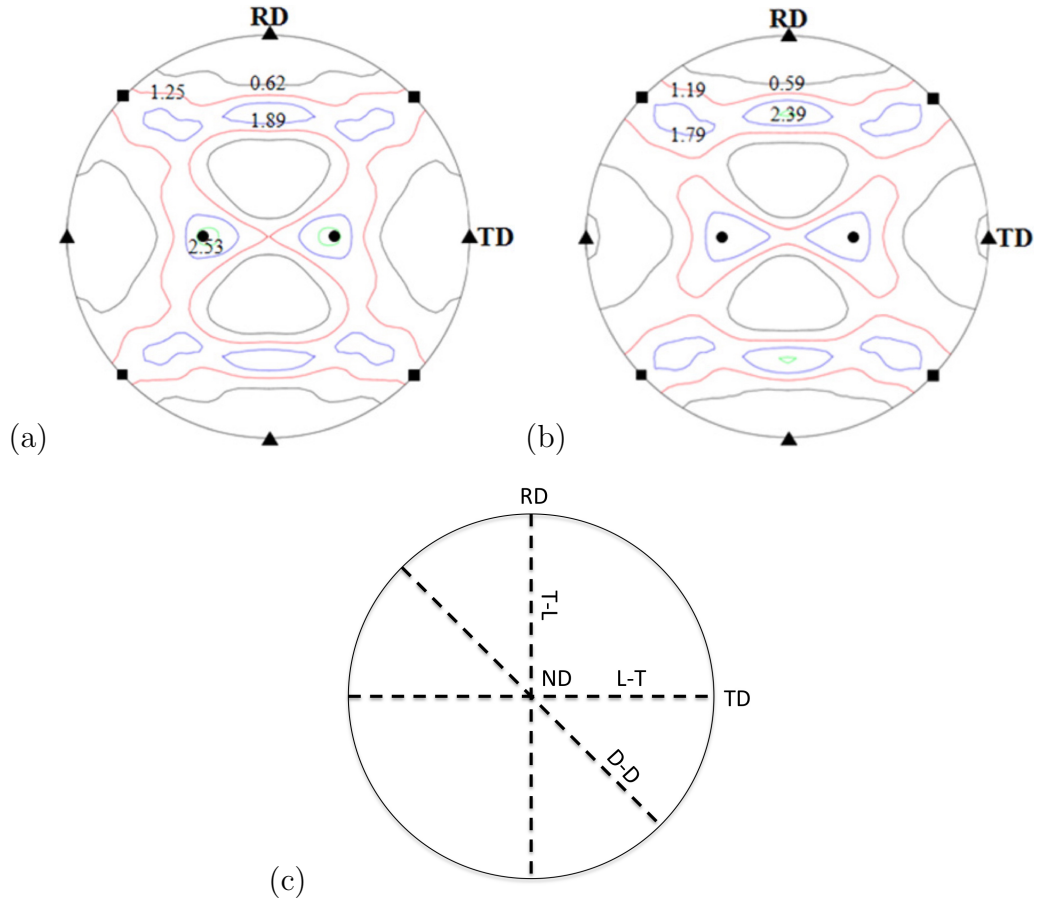 RD
1.25
0.62
1.89
2.53
TD
(a)
RD
1.19
0.59
2.39
1.79
TD
(b)
RD
T-L
ND
L-T
TD
D-D
(c)